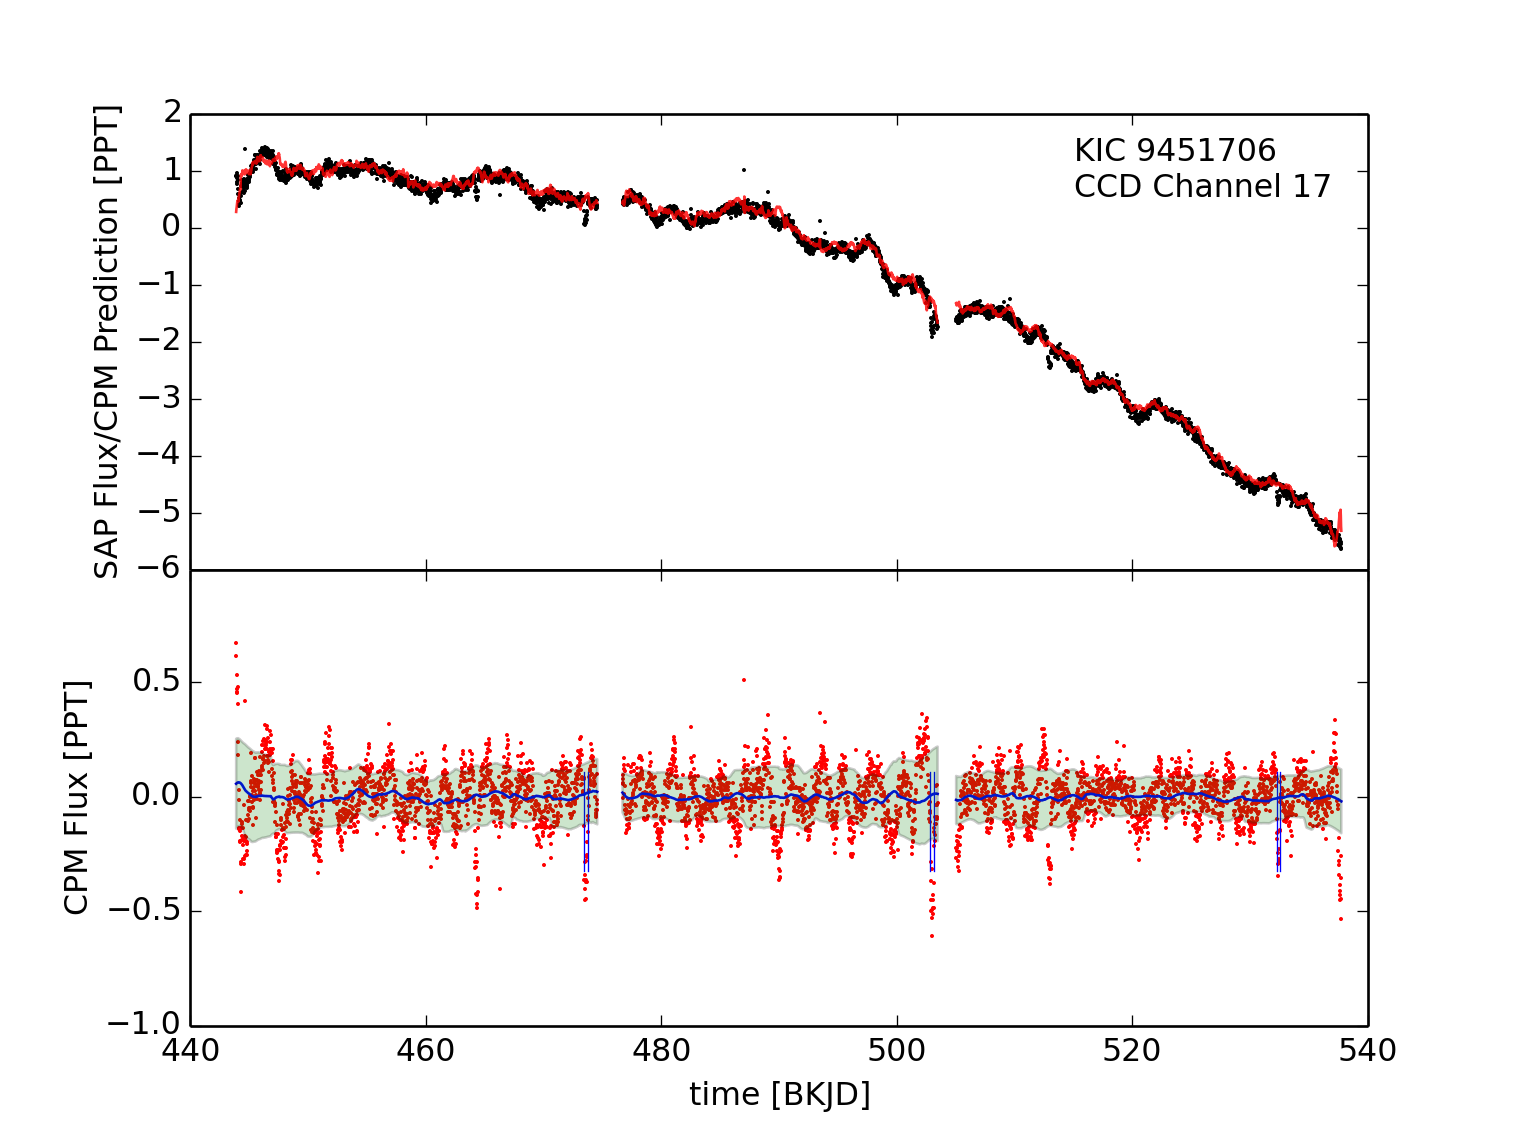 KIC 9451706
CCD Channel 17
SAP Flux/CPM Prediction [PPT]
2
1
0
−1
−2
−3
−4
−5
−6
CPM Flux [PPT]
0.5
0.0
−0.5
−1.0
440 460 480 500 520 540
time [BKJD]